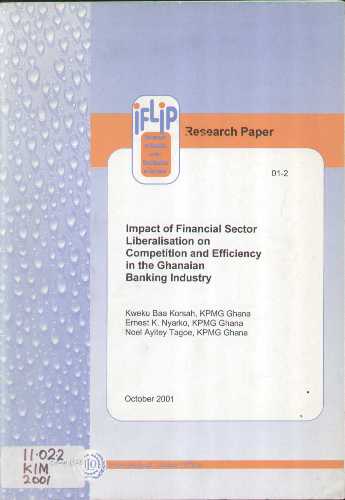 iFLiP
Research Paper
01-2
Impact of Financial Sector
Liberalisation on
Competition and Efficiency
in the Ghanaian
Banking Industry
Kweku Baa Korsah, KPMG Ghana
Ernest K. Nyarko, KPMG Ghana
Noel Ayitey Tagoe, KPMG Ghana
October 2001
11.022
KIM
2001